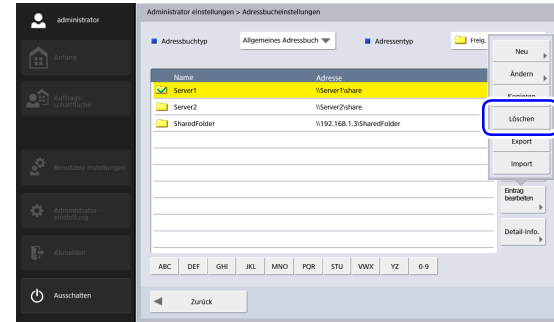 administrator
Administrator einstellungen > Adressbucheinstellungen
Adressbuchtyp
Allgemeines Adressbuch
Adressentyp
Freig.
Anfang
Auftrags-
schaltfläche
Benutzerv instellungen
Administrator-
einstellung
Abmelden
Ausschalten
Name Adresse
Server1 \\Server1\share
Server2 \\Server2\share
SharedFolder \\192.168.1.3\SharedFolder
Neu
Ändern
Kopieren
Löschen
Export
Import
Eintrag
bearbeiten
Detail-Info.
ABC DEF GHI JKL MNO PQR STU VWX YZ 0-9
Zurück